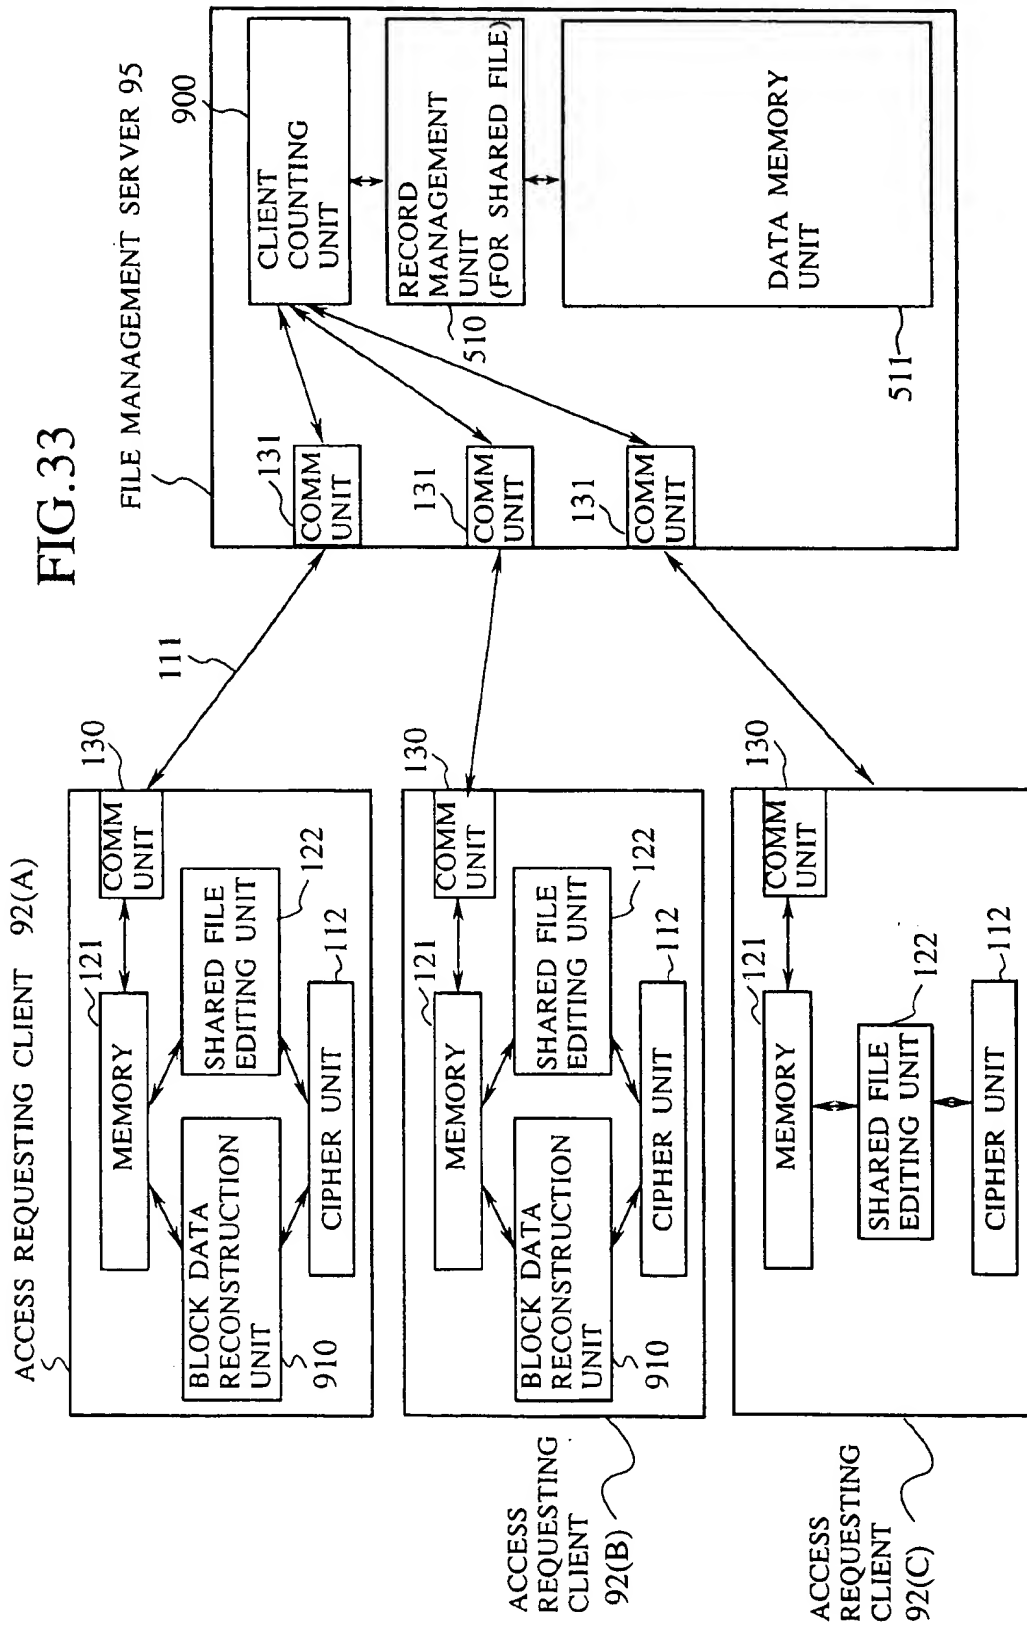 FIG.33
ACCESS REQUESTING CLIENT 92(A)
121
MEMORY
COMM
UNIT
130
BLOCK DATA
RECONSTRUCTION
UNIT
910
SHARED FILE
EDITING UNIT
122
CIPHER UNIT
112
111
ACCESS
REQUESTING
CLIENT
92(B)
121
MEMORY
COMM
UNIT
130
BLOCK DATA
RECONSTRUCTION
UNIT
910
SHARED FILE
EDITING UNIT
122
CIPHER UNIT
112
ACCESS
REQUESTING
CLIENT
92(C)
121
MEMORY
COMM
UNIT
130
SHARED FILE
EDITING UNIT
122
CIPHER UNIT
112
FILE MANAGEMENT SERVER 95
131
COMM
UNIT
131
COMM
UNIT
131
COMM
UNIT
900
CLIENT
COUNTING
UNIT
RECORD
MANAGEMENT
UNIT
(FOR SHARED FILE)
510
DATA MEMORY
UNIT
511